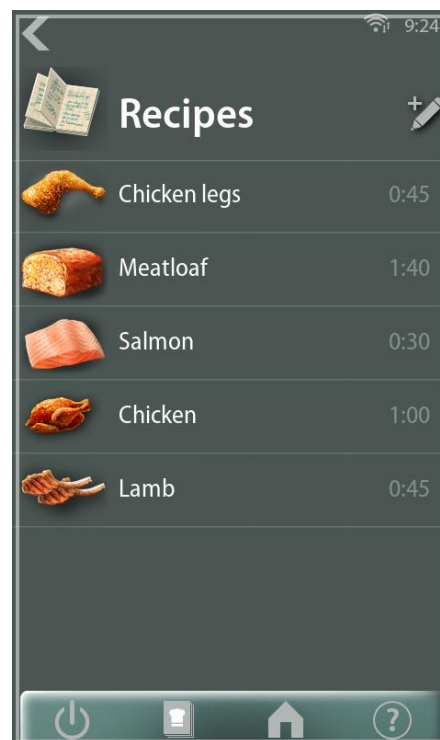 9:24
Recipes
Chicken legs 0:45
Meatloaf 1:40
Salmon 0:30
Chicken 1:00
Lamb 0:45
?